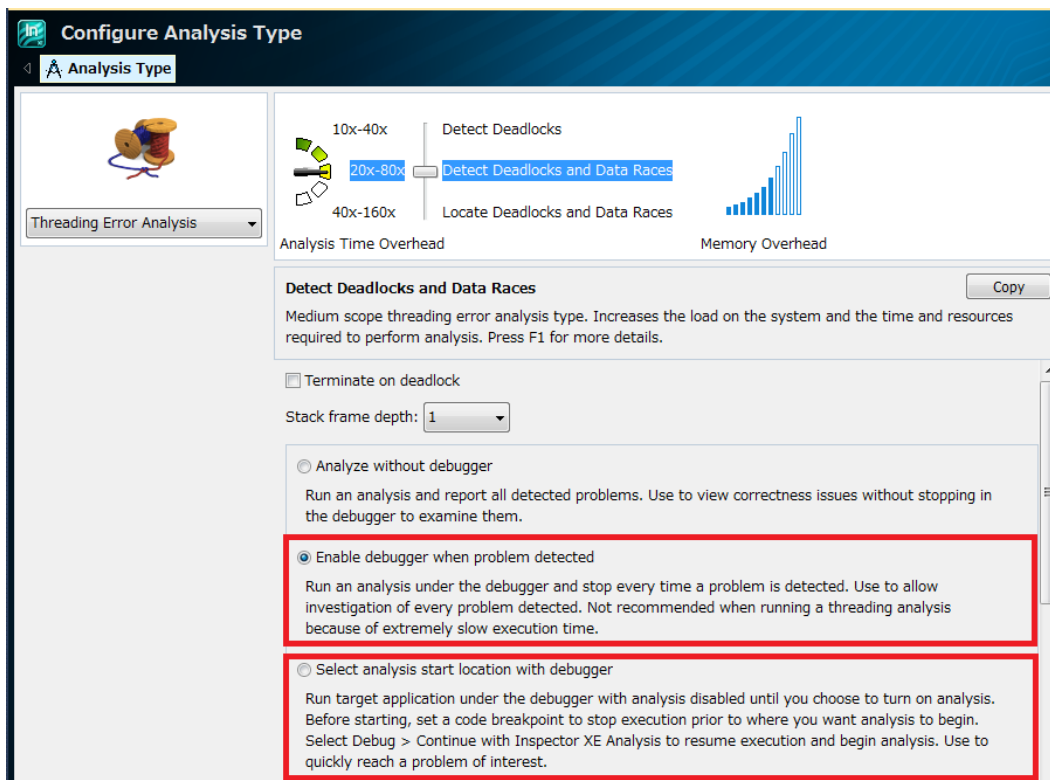 Configure Analysis Type
Analysis Type
Threading Error Analysis
10x-40x Detect Deadlocks
20x-80x Detect Deadlocks and Data Races
40x-160x Locate Deadlocks and Data Races
Analysis Time Overhead Memory Overhead
Detect Deadlocks and Data Races Copy
Medium scope threading error analysis type. Increases the load on the system and the time and resources
required to perform analysis. Press F1 for more details.
Terminate on deadlock
Stack frame depth: 1
Analyze without debugger
Run an analysis and report all detected problems. Use to view correctness issues without stopping in
the debugger to examine them.
Enable debugger when problem detected
Run an analysis under the debugger and stop every time a problem is detected. Use to allow
investigation of every problem detected. Not recommended when running a threading analysis
because of extremely slow execution time.
Select analysis start location with debugger
Run target application under the debugger with analysis disabled until you choose to turn on analysis.
Before starting, set a code breakpoint to stop execution prior to where you want analysis to begin.
Select Debug > Continue with Inspector XE Analysis to resume execution and begin analysis. Use to
quickly reach a problem of interest.